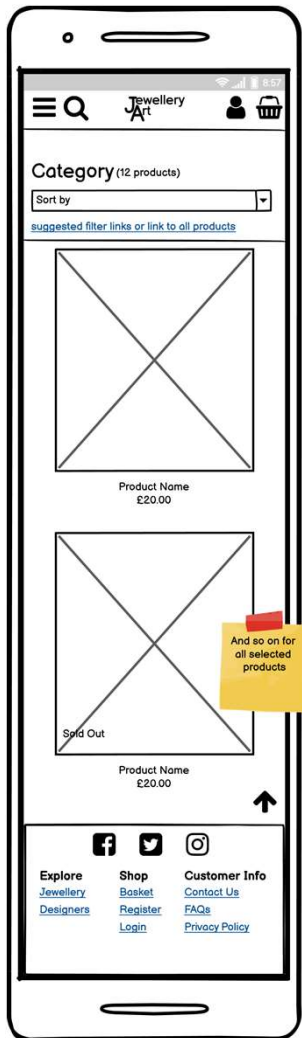 8:57
Jewellery
Art
Category (12 products)
Sort by
suggested filter links or link to all products
Product Name
£20.00
And so on for
all selected
products
Sold Out
Product Name
£20.00
Explore Shop Customer Info
Jewellery Basket Contact Us
Designers Register FAQs
Login Privacy Policy